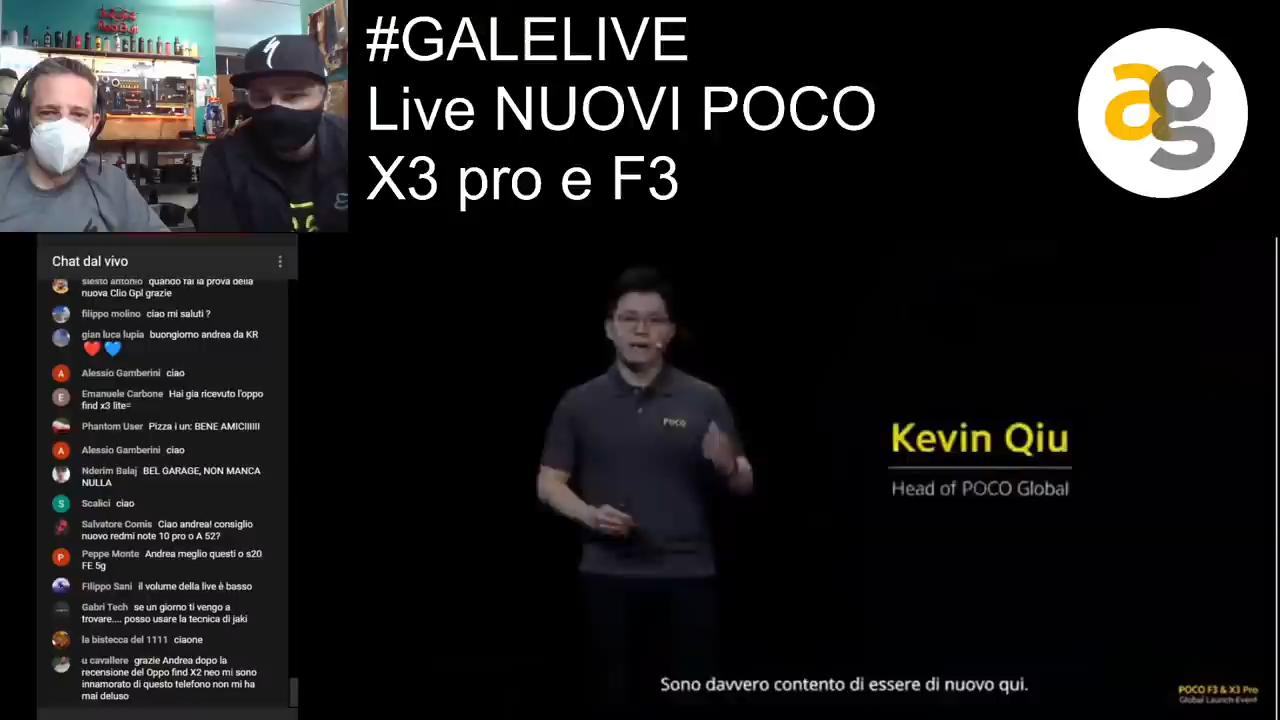 #GALELIVE
Live NUOVI POCO
X3 pro e F3
ag
Chat dal vivo
siesto antonio quando fai la prova della
nuova Clio Gpl grazie
filippo molino ciao mi saluti ?
gian luca lupia buongiorno andrea da KR
❤️💙
A Alessio Gamberini ciao
E Emanuele Carbone Hai gia ricevuto l'oppo
find x3 lite=
Phantom User Pizza i un: BENE AMICIIIIII
A Alessio Gamberini ciao
Nderim Balaj BEL GARAGE, NON MANCA
NULLA
S Scalici ciao
Salvatore Comis Ciao andrea! consiglio
nuovo redmi note 10 pro o A 52?
P Peppe Monte Andrea meglio questi o s20
FE 5g
FIlippo Sani il volume della live è basso
Gabri Tech se un giorno ti vengo a
trovare.... posso usare la tecnica di jaki
la bistecca del 1111 ciaone
u cavallere grazie Andrea dopo la
recensione del Oppo find X2 neo mi sono
innamorato di questo telefono non mi ha
mai deluso
POCO
Kevin Qiu
Head of POCO Global
Sono davvero contento di essere di nuovo qui.
POCO F3 & X3 Pro
Global Launch Event